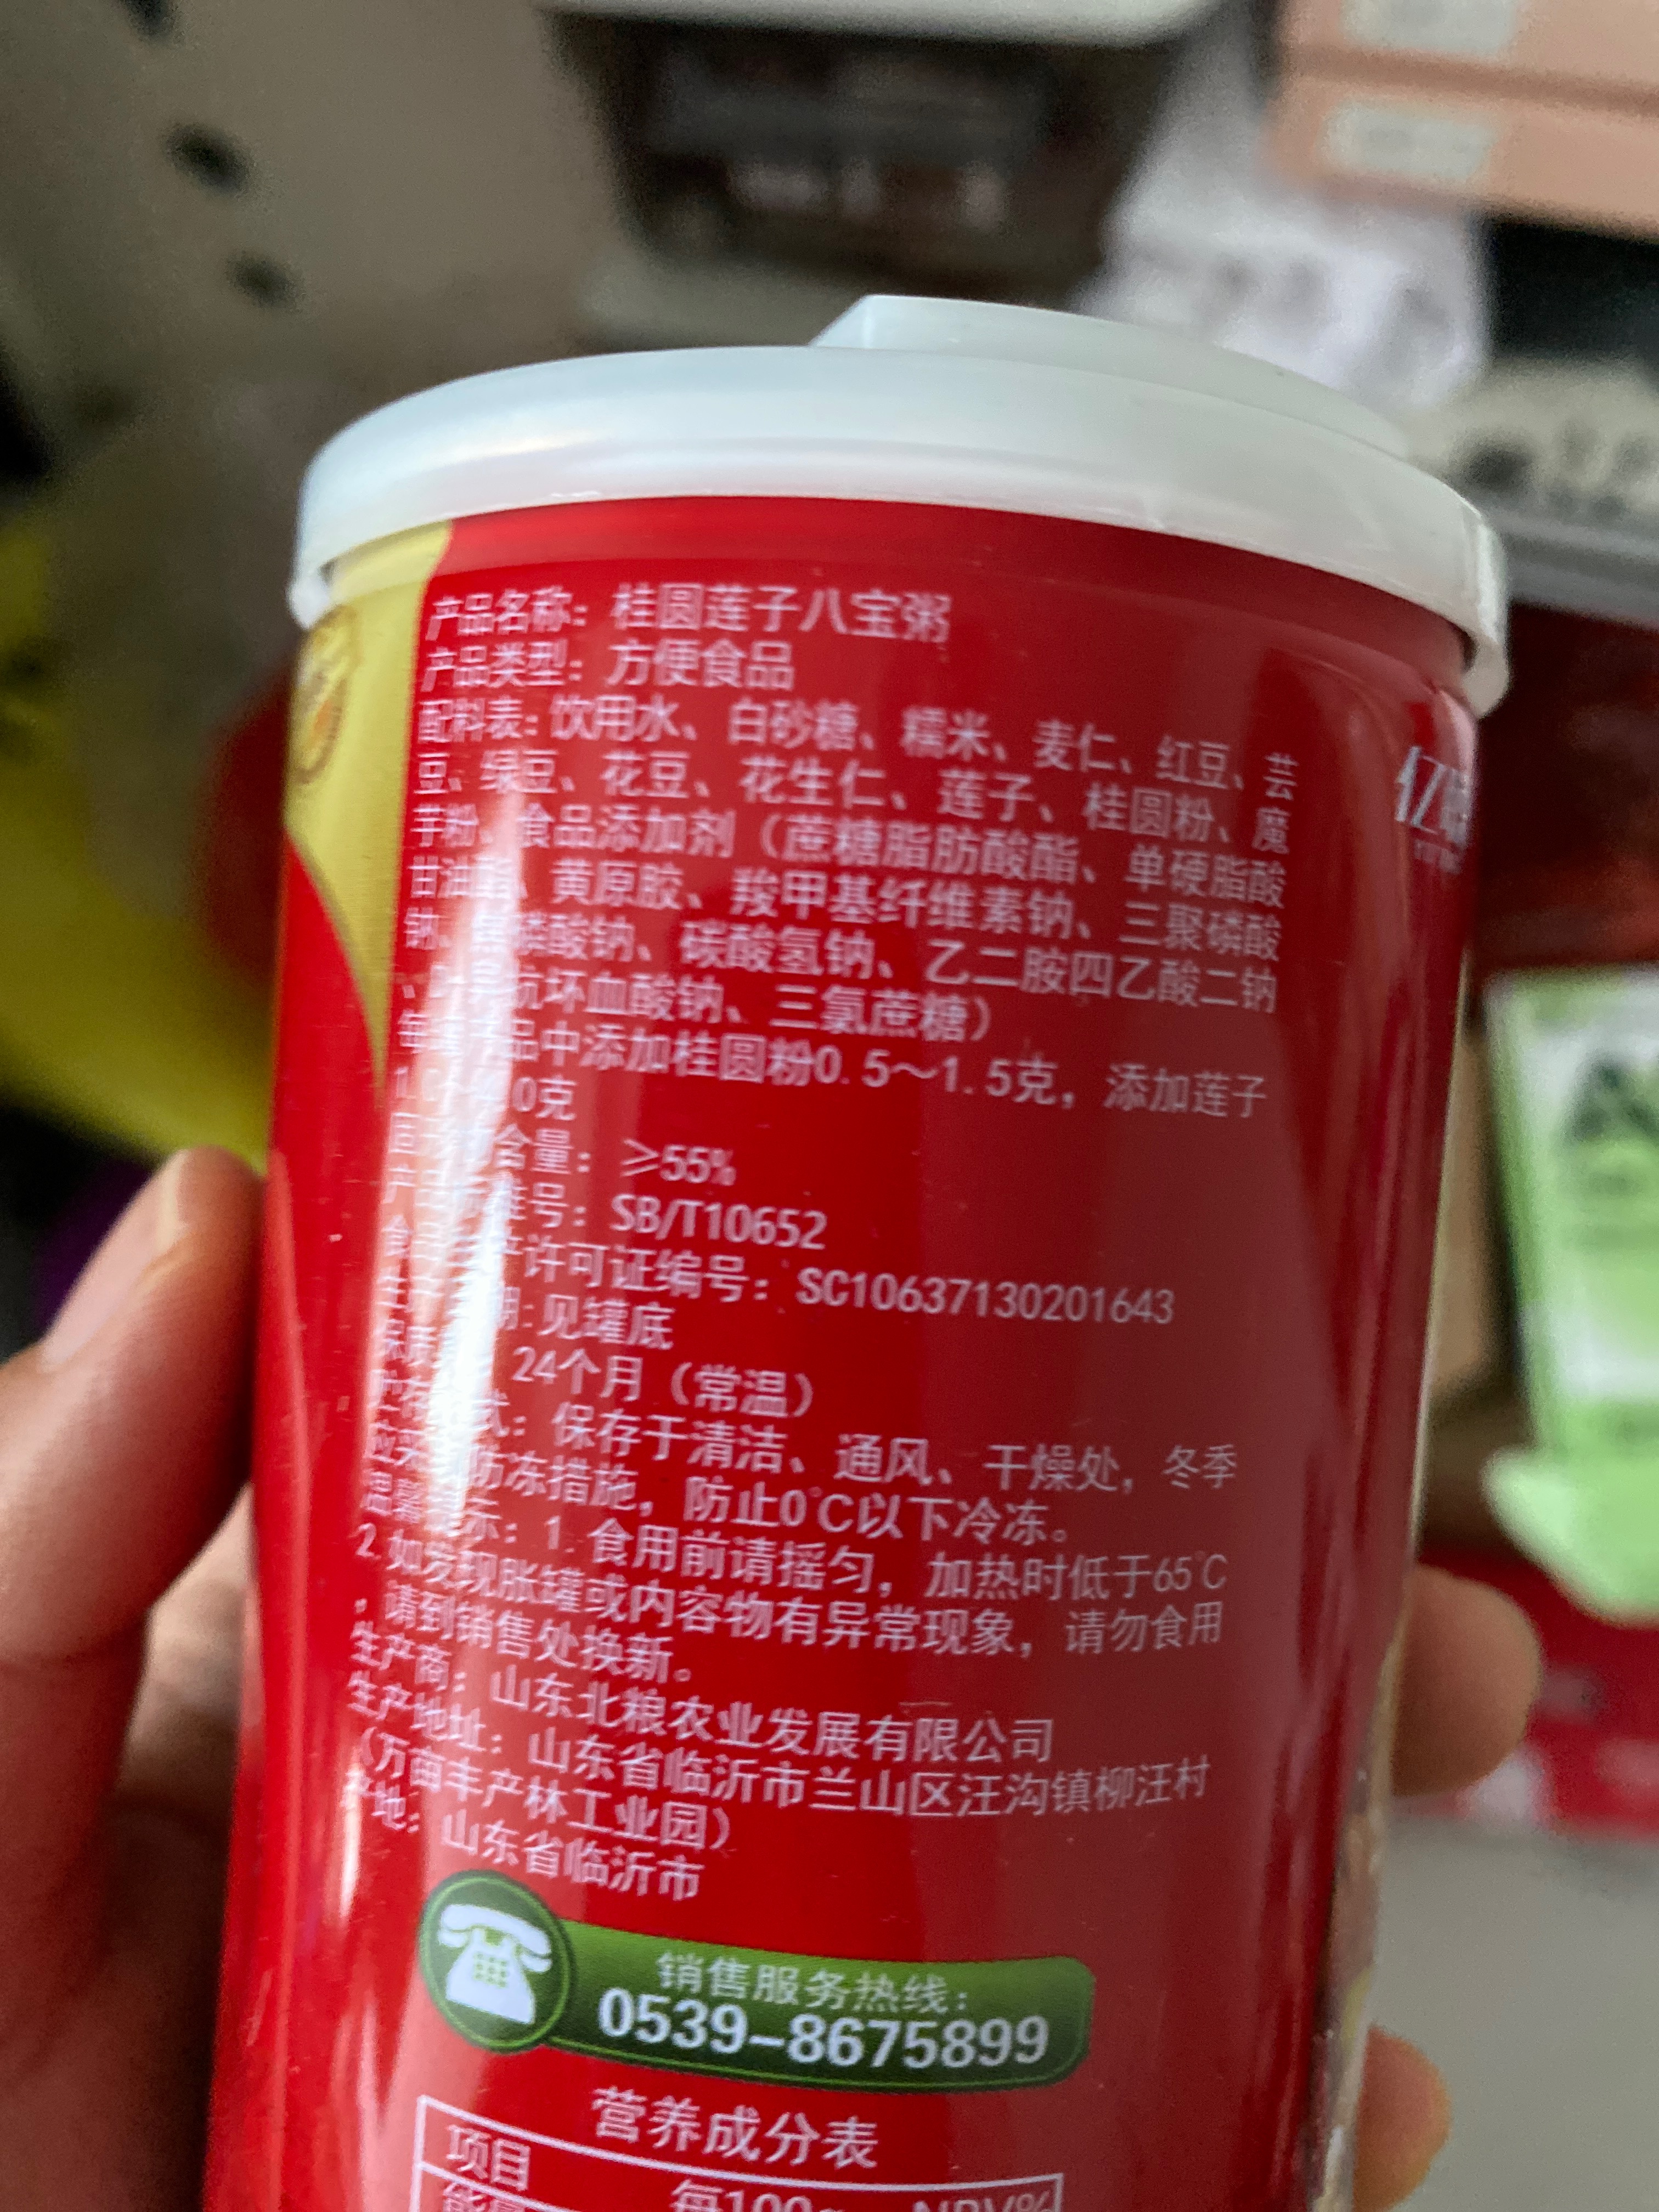 产品名称：桂圆莲子八宝粥
产品类型：方便食品
配料表：饮用水、白砂糖、糯米、麦仁、红豆、芸
豆、绿豆、花豆、花生仁、莲子、桂圆粉、魔
芋粉、食品添加剂（蔗糖脂肪酸酯、单硬脂酸
甘油酯、黄原胶、羧甲基纤维素钠、三聚磷酸
钠、磷酸钠、碳酸氢钠、乙二胺四乙酸二钠
、抗坏血酸钠、三氯蔗糖）
品中添加桂圆粉0.5～1.5克，添加莲子
0克
含量：≥55%
准号：SB/T10652
食品生产许可证编号：SC10637130201643
生产日期：见罐底
保质期：24个月（常温）
贮存方式：保存于清洁、通风、干燥处，冬季
应采取防冻措施，防止0℃以下冷冻。
温馨提示：1.食用前请摇匀，加热时低于65℃
2.如发现胀罐或内容物有异常现象，请勿食用
，请到销售处换新。
生产商：山东北粮农业发展有限公司
生产地址：山东省临沂市兰山区汪沟镇柳汪村
（万亩丰产林工业园）
产地：山东省临沂市
销售服务热线：
0539-8675899
营养成分表
项目 每100g NRV%
亿